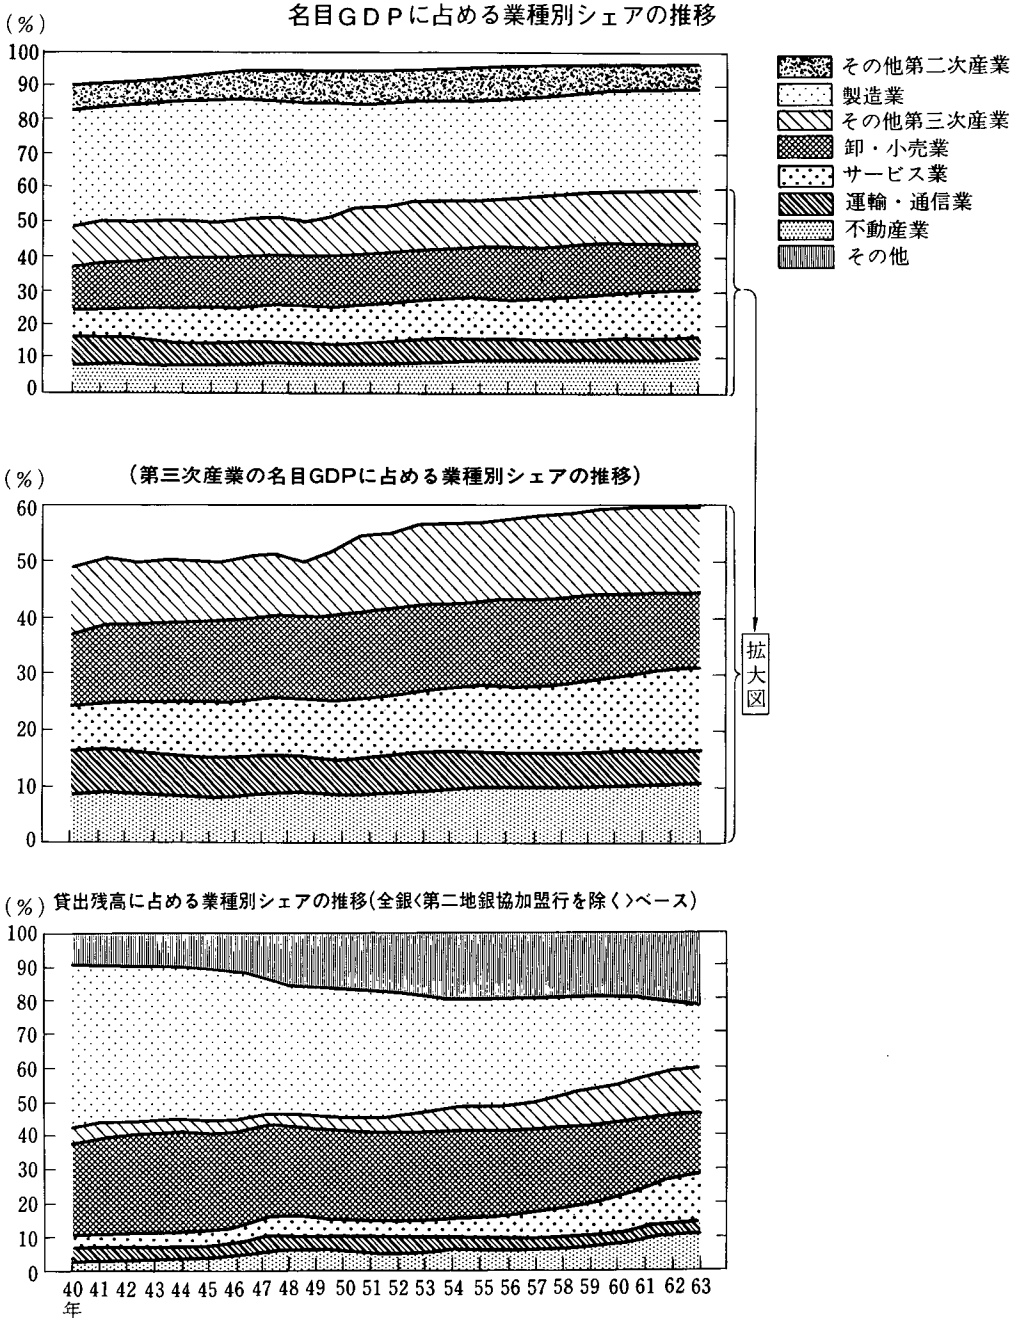 名目GDPに占める業種別シェアの推移
(%)
100
90
80
70
60
50
40
30
20
10
0
その他第二次産業
製造業
その他第三次産業
卸・小売業
サービス業
運輸・通信業
不動産業
その他
(第三次産業の名目GDPに占める業種別シェアの推移)
(%)
60
50
40
30
20
10
0
拡大図
貸出残高に占める業種別シェアの推移(全銀<第二地銀協加盟行を除く>ベース)
(%)
100
90
80
70
60
50
40
30
20
10
0
40 41 42 43 44 45 46 47 48 49 50 51 52 53 54 55 56 57 58 59 60 61 62 63
年